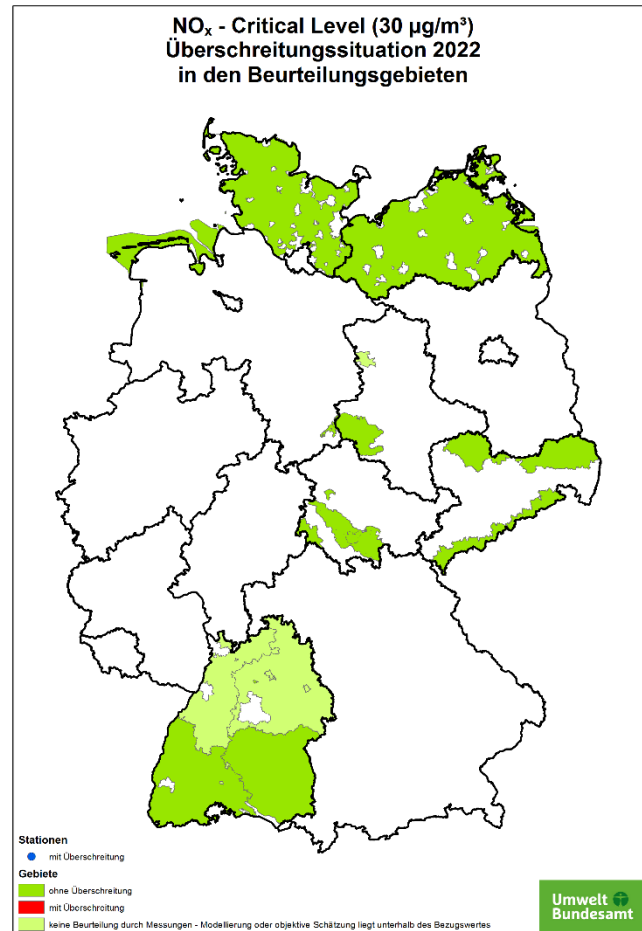 NOx - Critical Level (30 µg/m³)
Überschreitungssituation 2022
in den Beurteilungsgebieten
Stationen
mit Überschreitung
Gebiete
ohne Überschreitung
mit Überschreitung
keine Beurteilung durch Messungen - Modellierung oder objektive Schätzung liegt unterhalb des Bezugswertes
Umwelt
Bundesamt